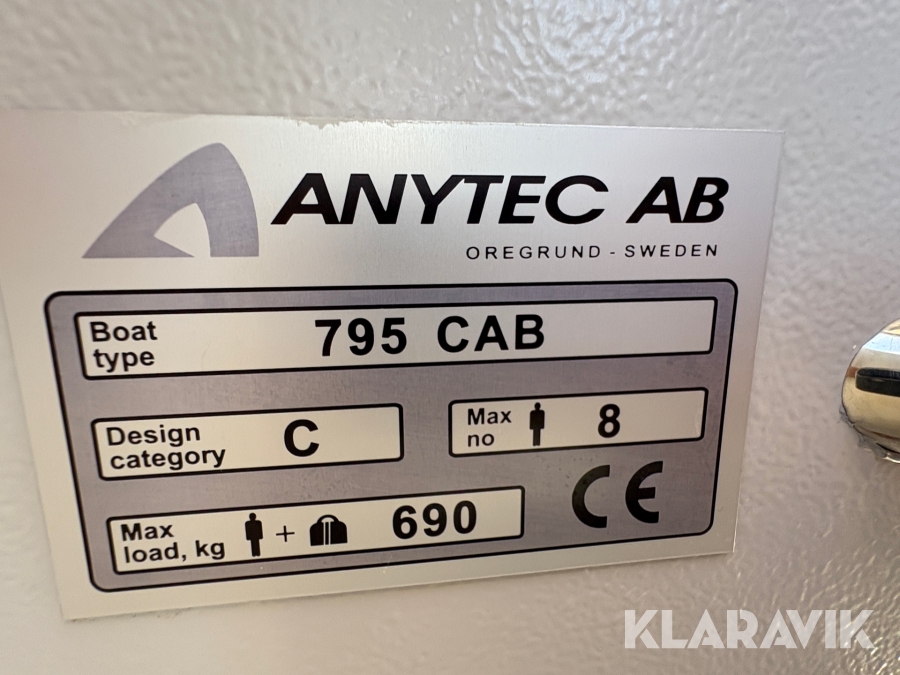 ANYTEC AB
OREGRUND - SWEDEN
Boat type 795 CAB
Design category C
Max no 8
Max load, kg + 690
CE
KLARAVIK